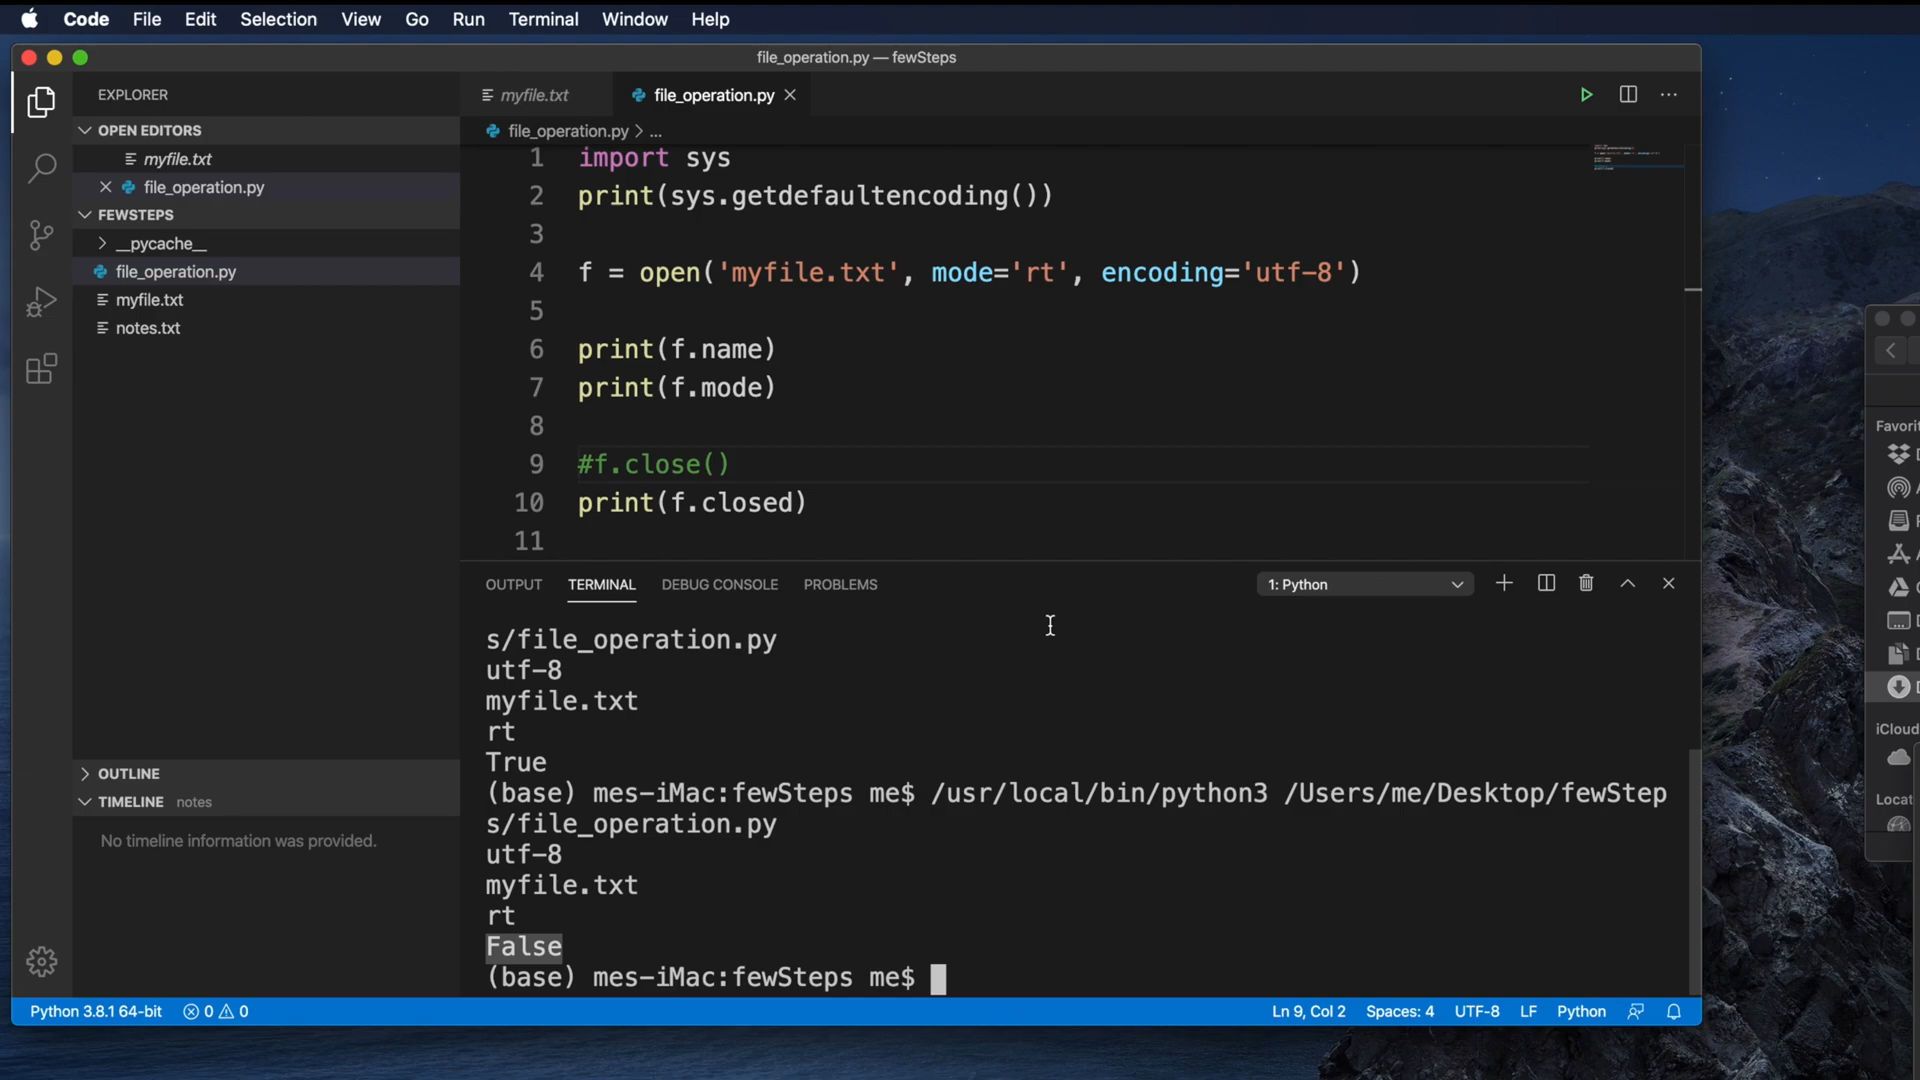 Code File Edit Selection View Go Run Terminal Window Help
file_operation.py — fewSteps
EXPLORER
OPEN EDITORS
myfile.txt
file_operation.py
FEWSTEPS
__pycache__
file_operation.py
myfile.txt
notes.txt
OUTLINE
TIMELINE notes
No timeline information was provided.
myfile.txt
file_operation.py
file_operation.py > ...
1 import sys
2 print(sys.getdefaultencoding())
3
4 f = open('myfile.txt', mode='rt', encoding='utf-8')
5
6 print(f.name)
7 print(f.mode)
8
9 #f.close()
10 print(f.closed)
11
OUTPUT TERMINAL DEBUG CONSOLE PROBLEMS
1: Python
s/file_operation.py
utf-8
myfile.txt
rt
True
(base) mes-iMac:fewSteps me$ /usr/local/bin/python3 /Users/me/Desktop/fewStep
s/file_operation.py
utf-8
myfile.txt
rt
False
(base) mes-iMac:fewSteps me$
Python 3.8.1 64-bit 0 0
Ln 9, Col 2 Spaces: 4 UTF-8 LF Python
Favorit
iCloud
Locat